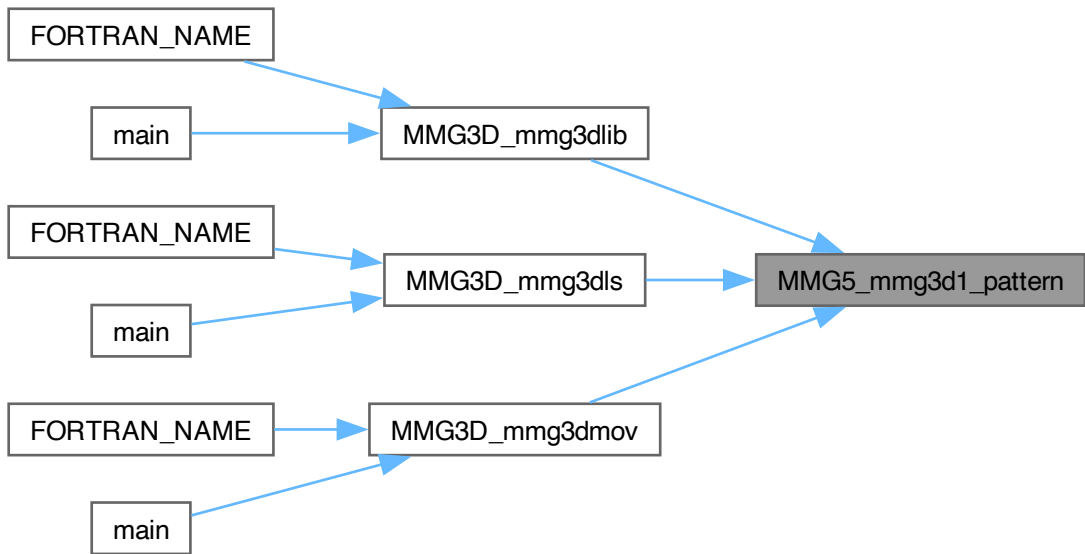 FORTRAN_NAME
main
MMG3D_mmg3dlib
FORTRAN_NAME
main
MMG3D_mmg3dls
MMG5_mmg3d1_pattern
FORTRAN_NAME
main
MMG3D_mmg3dmov